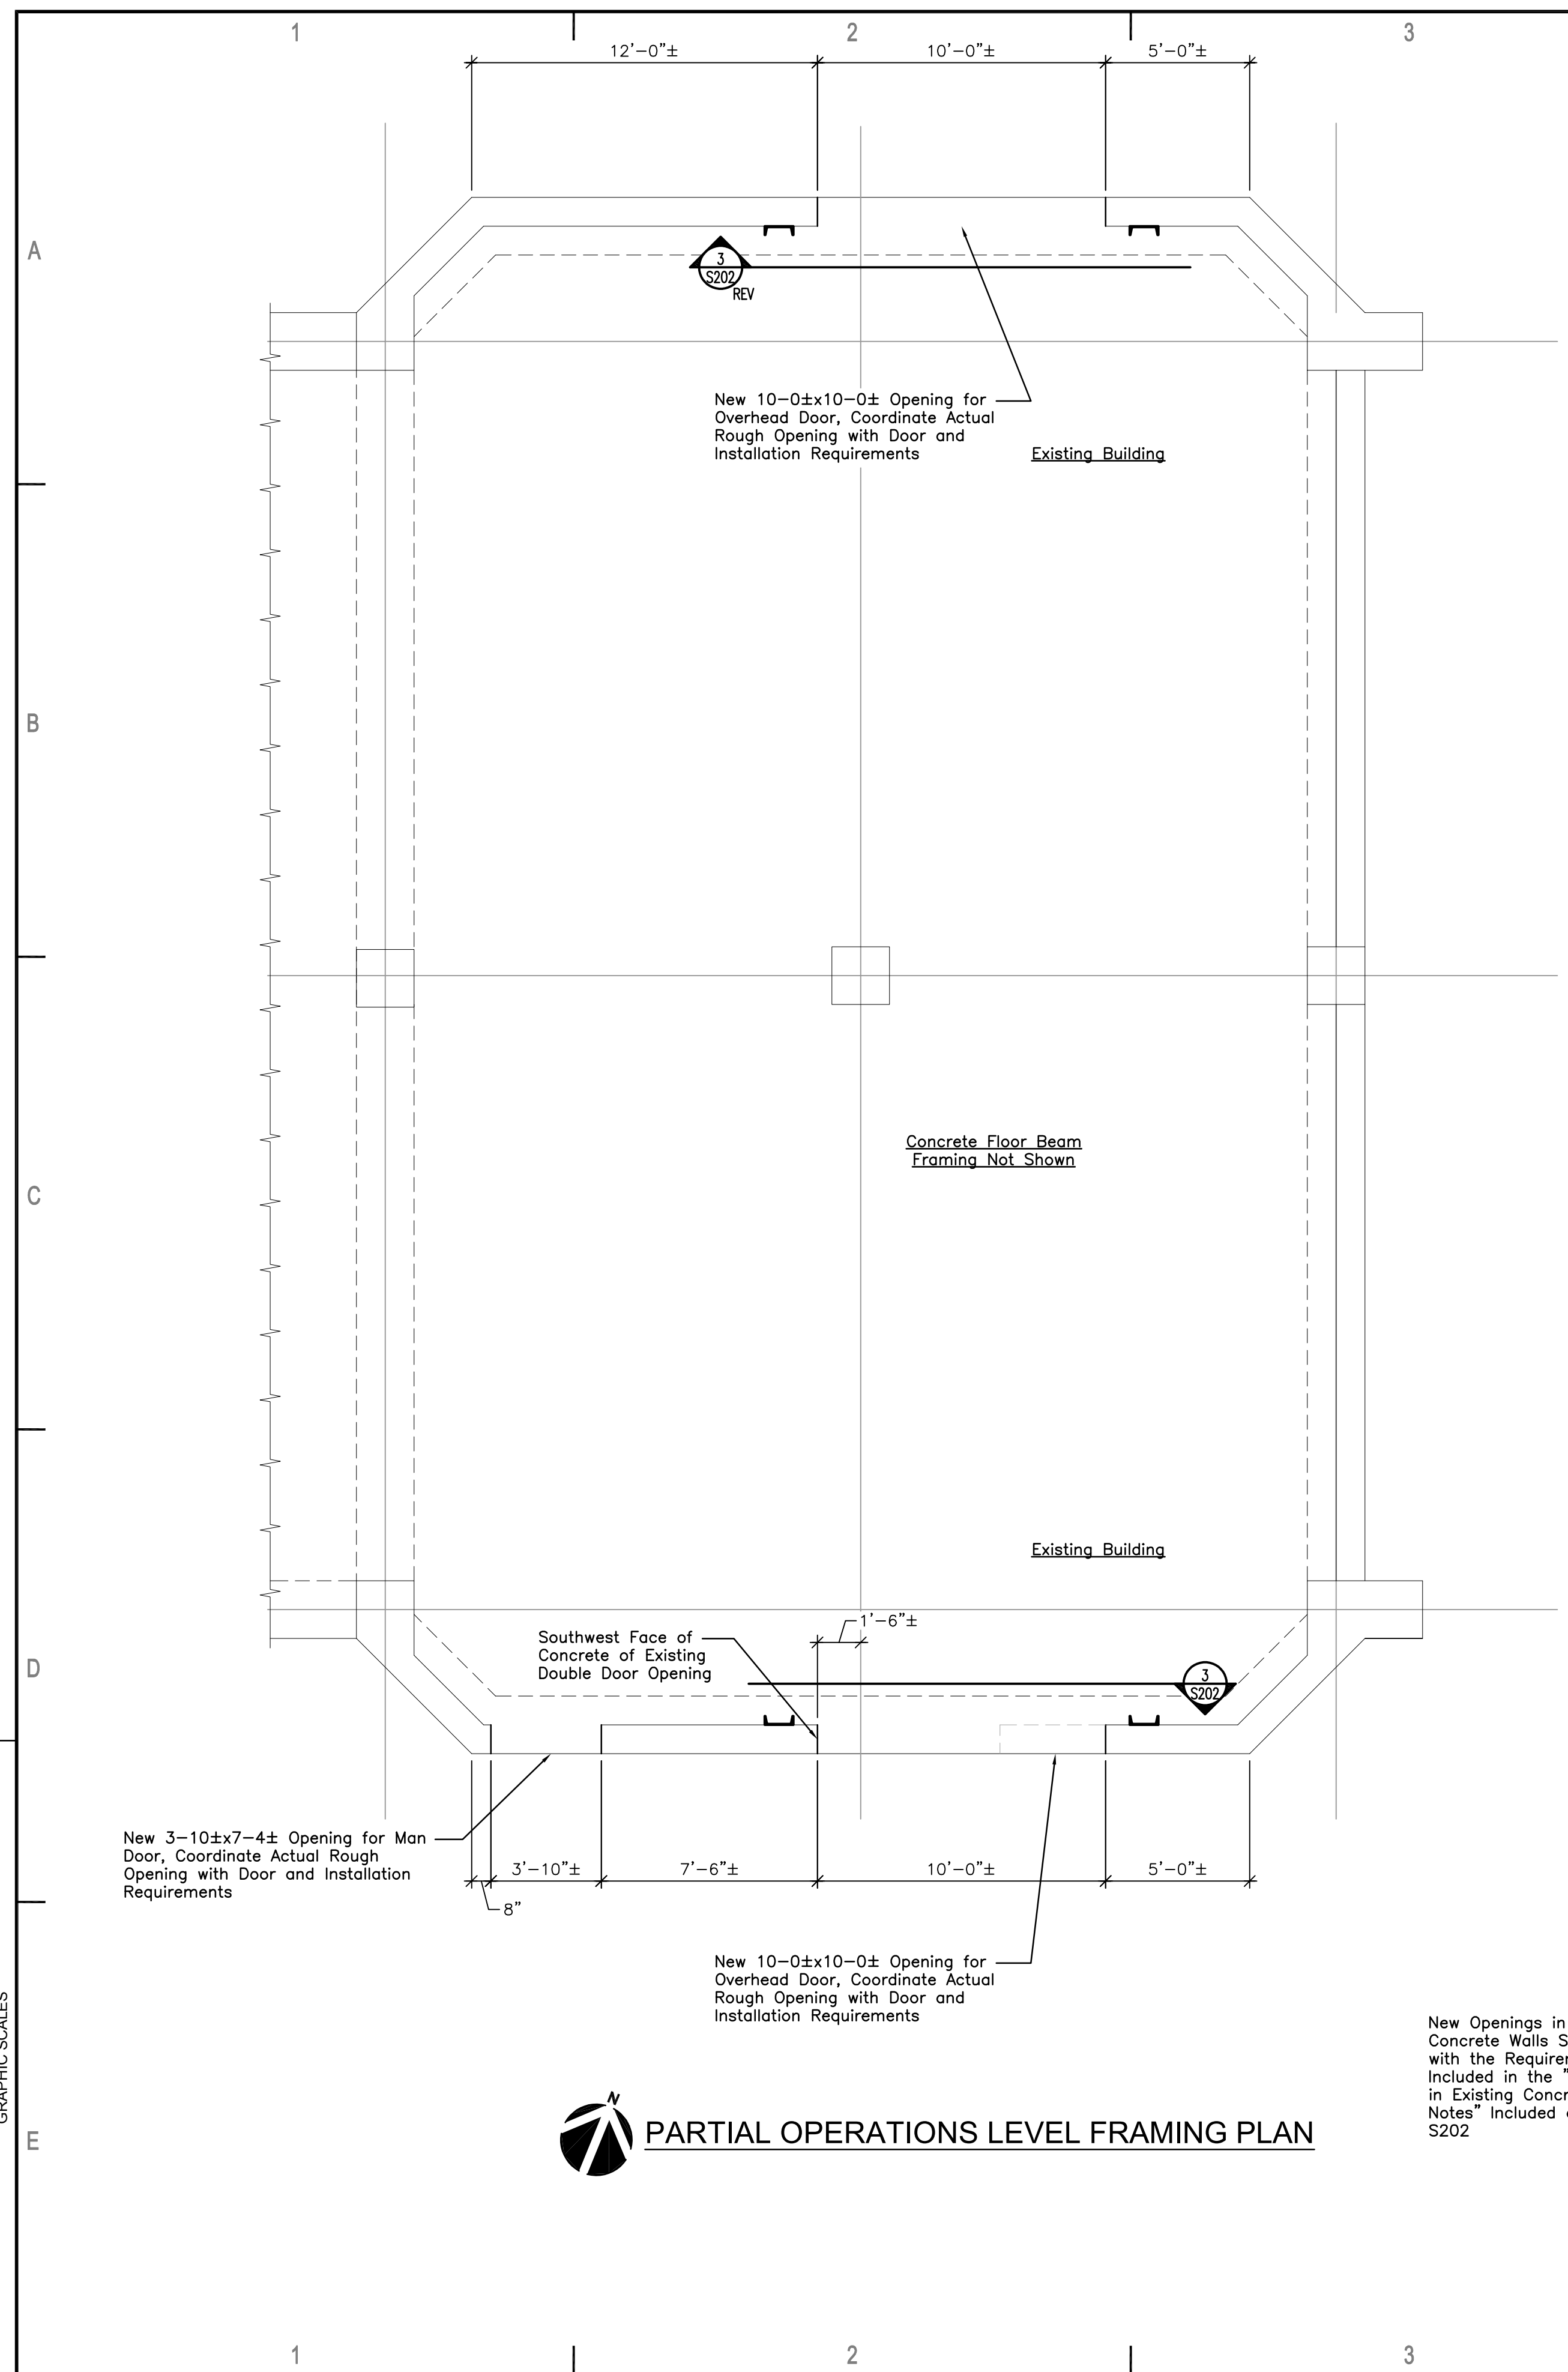 1
2
3
12'-0"±
10'-0"±
5'-0"±
A
3
S202
REV
New 10-0±x10-0± Opening for
Overhead Door, Coordinate Actual
Rough Opening with Door and
Installation Requirements
Existing Building
B
Concrete Floor Beam
Framing Not Shown
C
Existing Building
1'-6"±
Southwest Face of
Concrete of Existing
Double Door Opening
D
3
S202
New 3-10±x7-4± Opening for Man
Door, Coordinate Actual Rough
Opening with Door and Installation
Requirements
3'-10"±
7'-6"±
10'-0"±
5'-0"±
8"
New 10-0±x10-0± Opening for
Overhead Door, Coordinate Actual
Rough Opening with Door and
Installation Requirements
GRAPHIC SCALES
New Openings in
Concrete Walls S
with the Require
Included in the "
in Existing Concr
Notes" Included
S202
N
PARTIAL OPERATIONS LEVEL FRAMING PLAN
E
1
2
3